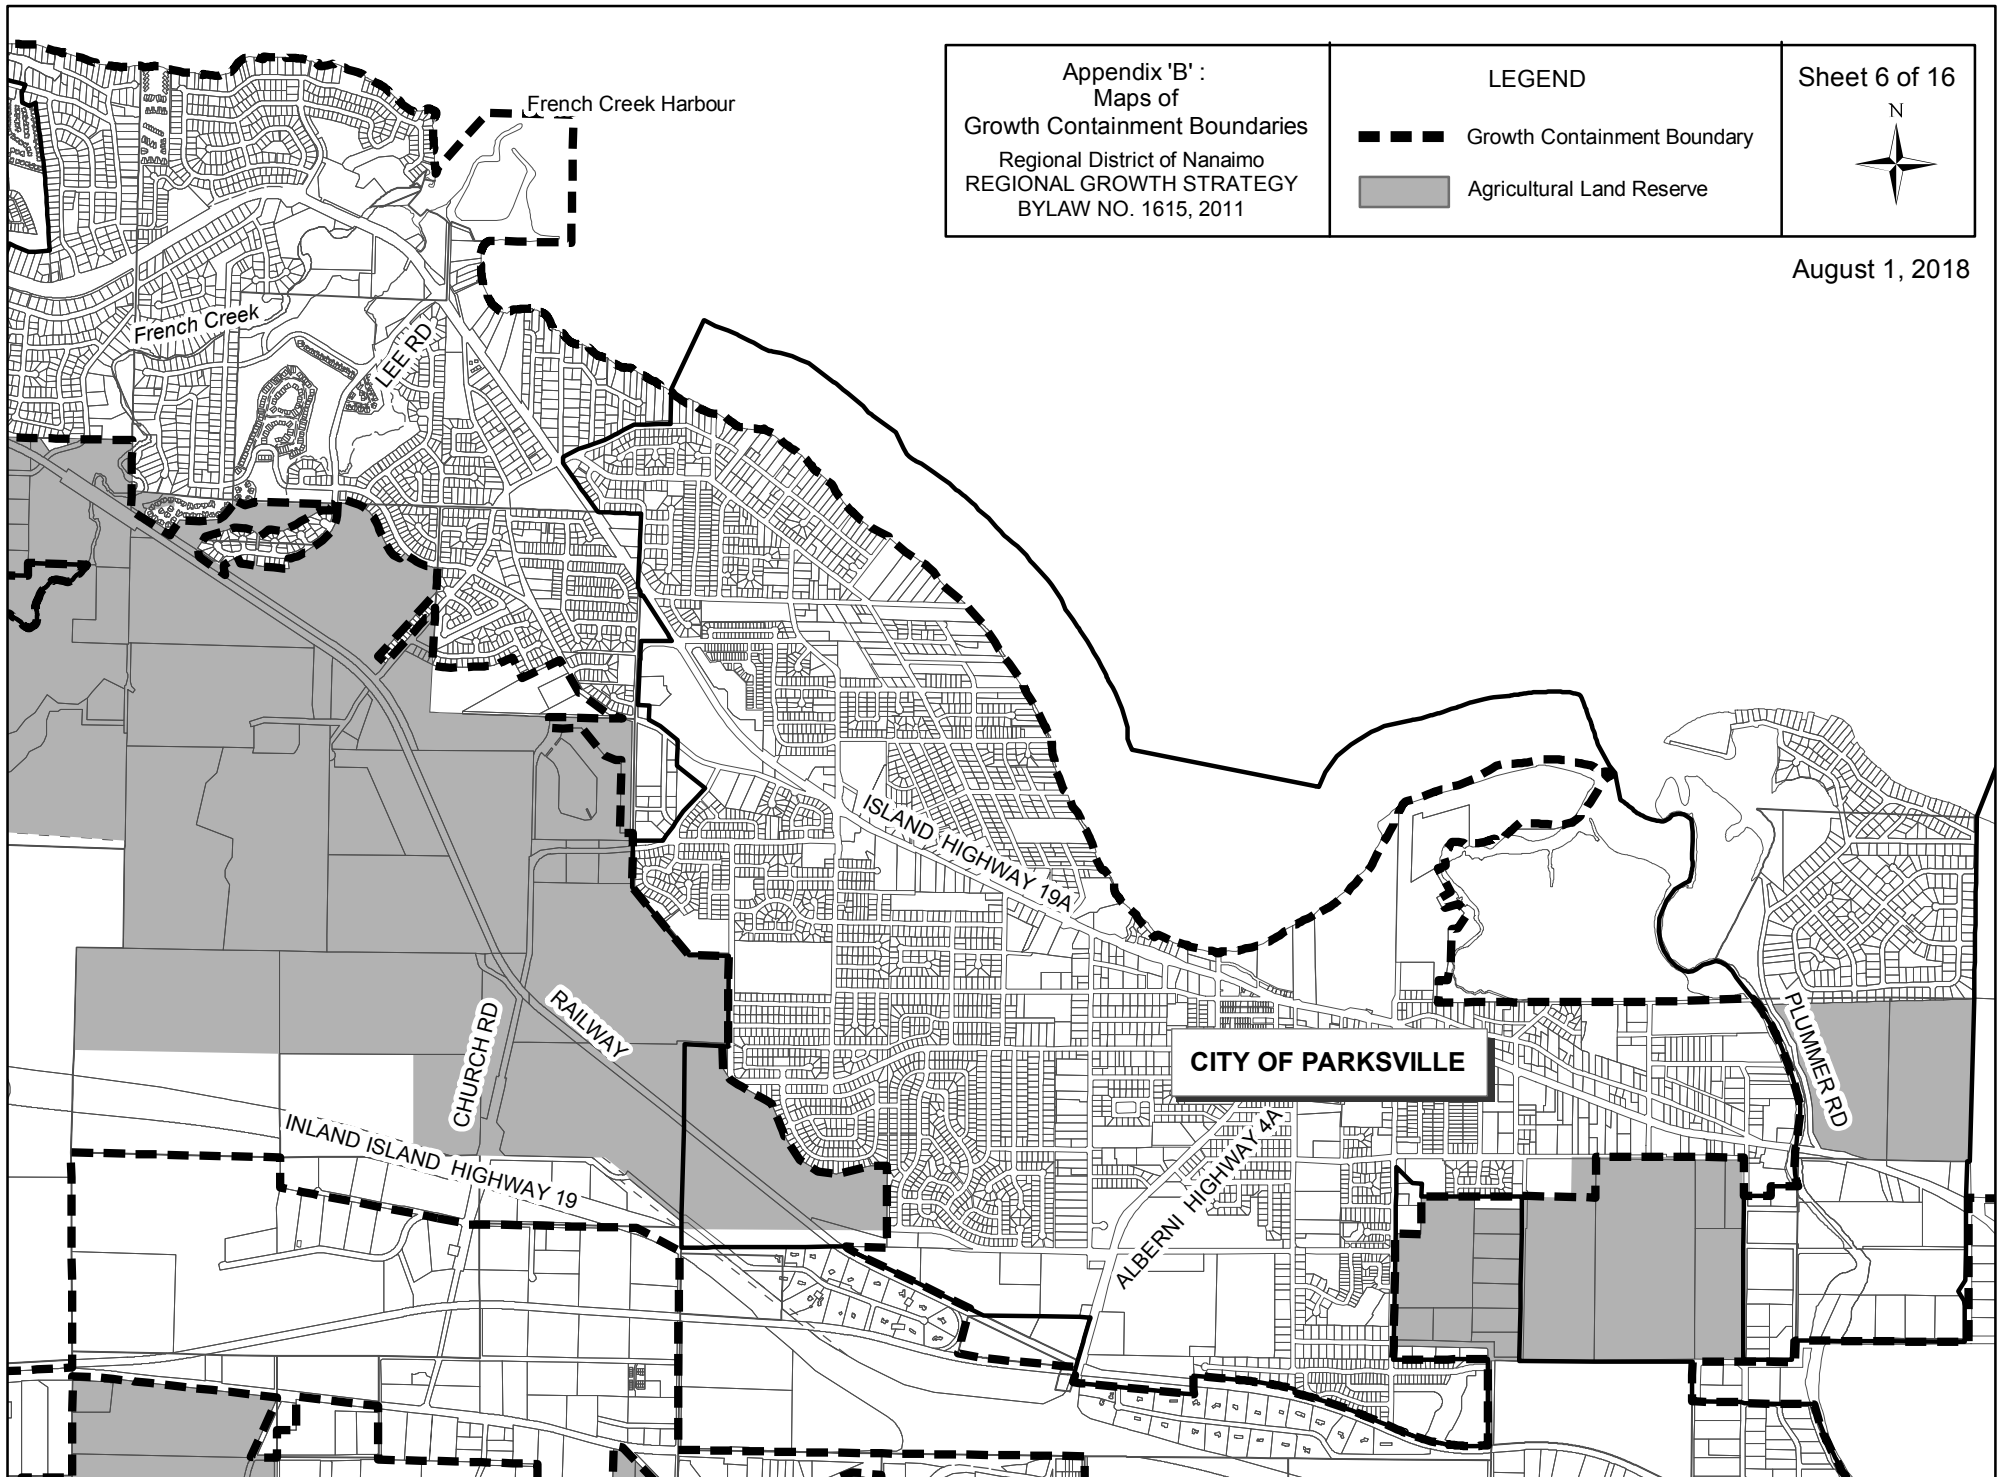 Appendix 'B' :
Maps of
Growth Containment Boundaries
Regional District of Nanaimo
REGIONAL GROWTH STRATEGY
BYLAW NO. 1615, 2011
LEGEND
Growth Containment Boundary
Agricultural Land Reserve
Sheet 6 of 16
N
August 1, 2018
French Creek Harbour
French Creek
LEE RD
ISLAND HIGHWAY 19A
CHURCH RD
RAILWAY
CITY OF PARKSVILLE
PLUMMER RD
INLAND ISLAND HIGHWAY 19
ALBERNI HIGHWAY 4A